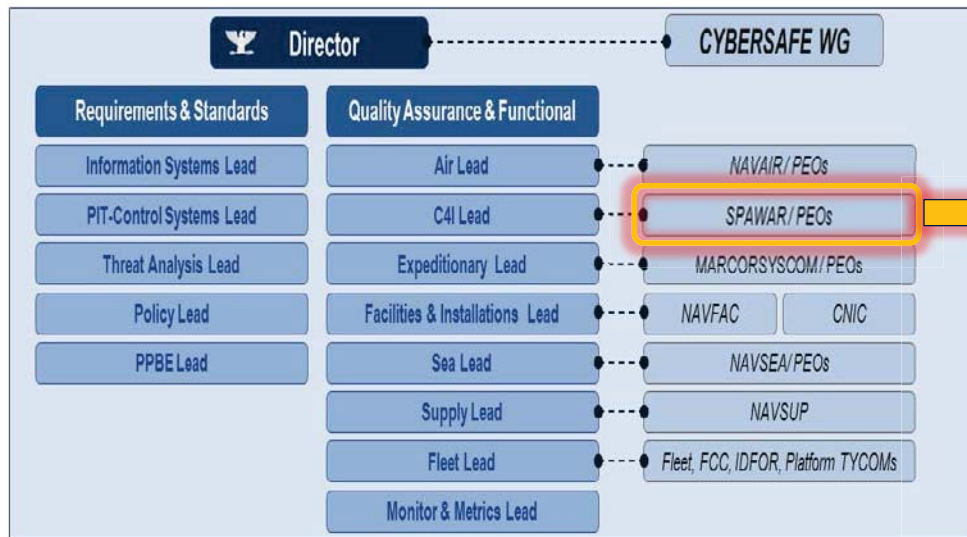 Director
CYBERSAFE WG
Requirements & Standards
Quality Assurance & Functional
Information Systems Lead
Air Lead
NAVAIR/ PEOs
PIT-Control Systems Lead
C4I Lead
SPAWAR/ PEOs
Threat Analysis Lead
Expeditionary Lead
MARCORSYSCOM/ PEOs
Policy Lead
Facilities & Installations Lead
NAVFAC
CNIC
PPBE Lead
Sea Lead
NAVSEA/ PEOs
Supply Lead
NAVSUP
Fleet Lead
Fleet, FCC, IDFOR, Platform TYCOMs
Monitor & Metrics Lead